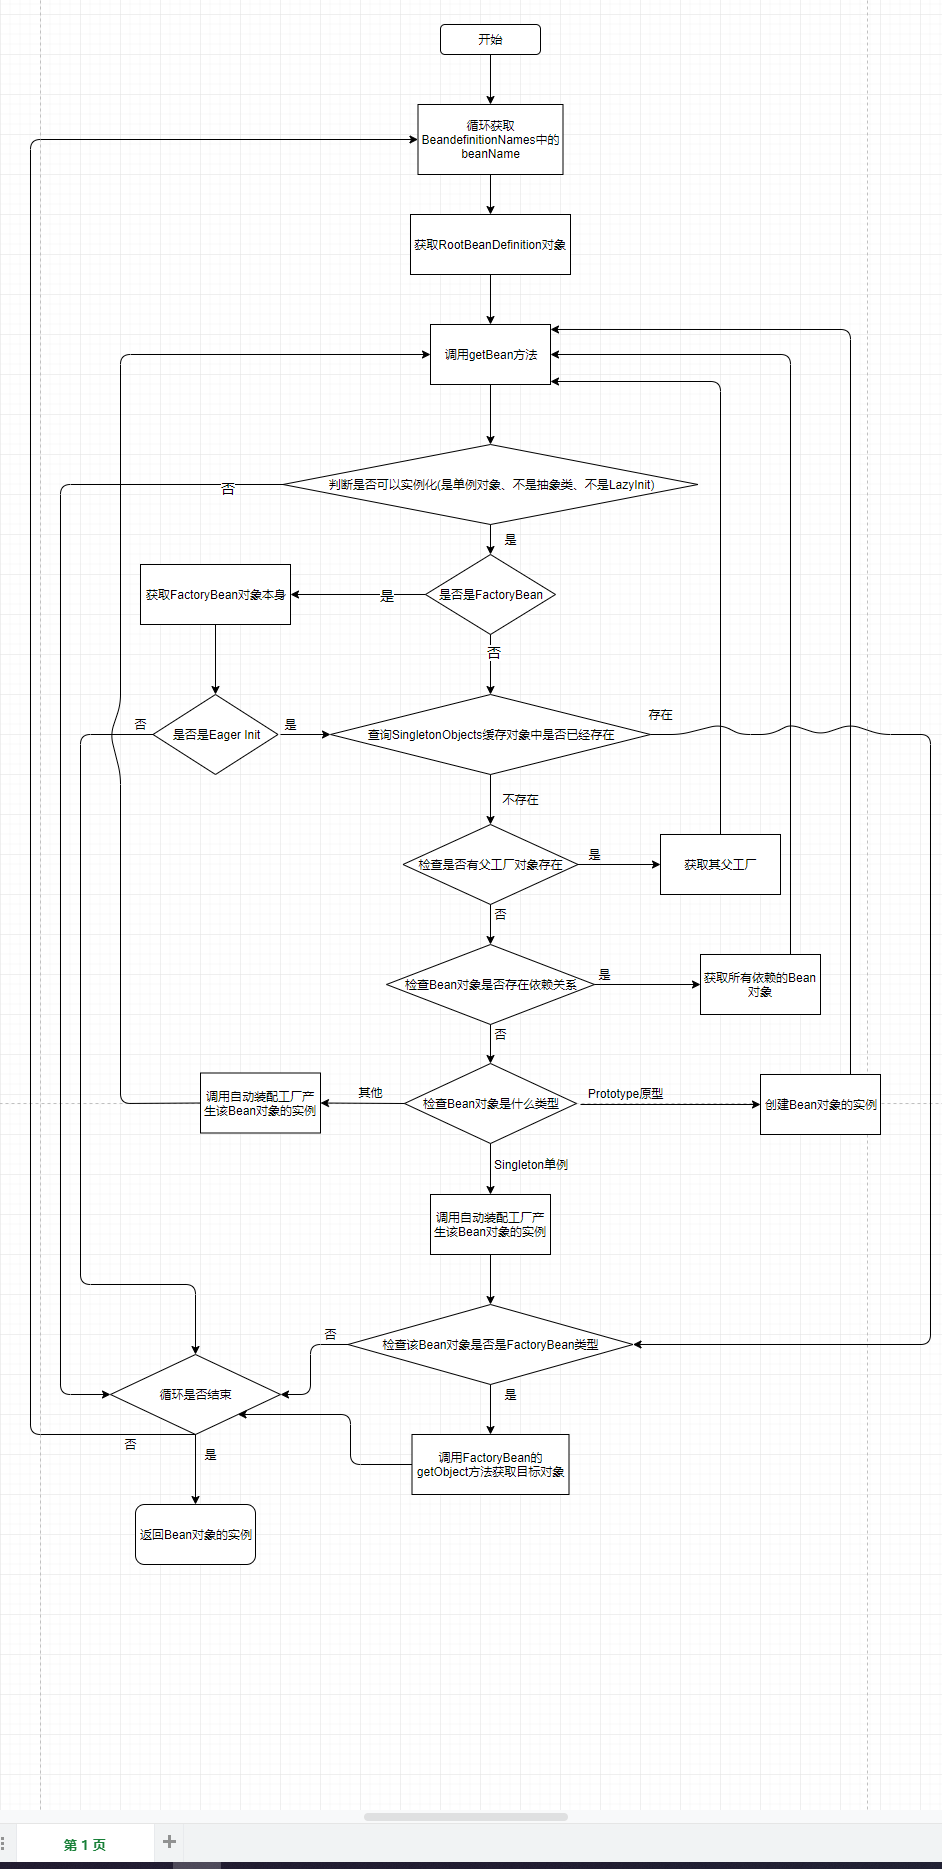 开始
循环获取
BeandefinitionNames中的
beanName
获取RootBeanDefinition对象
调用getBean方法
判断是否可以实例化(是单例对象、不是抽象类、不是LazyInit)
否
是
获取FactoryBean对象本身
是
是否是FactoryBean
否
否
是否是Eager Init
是
查询SingletonObjects缓存对象中是否已经存在
存在
不存在
检查是否有父工厂对象存在
是
获取其父工厂
否
检查Bean对象是否存在依赖关系
是
获取所有依赖的Bean
对象
否
调用自动装配工厂产
生该Bean对象的实例
其他
检查Bean对象是什么类型
Prototype原型
创建Bean对象的实例
Singleton单例
调用自动装配工厂产
生该Bean对象的实例
否
检查该Bean对象是否是FactoryBean类型
是
循环是否结束
否
是
调用FactoryBean的
getObject方法获取目标对象
返回Bean对象的实例
第 1 页